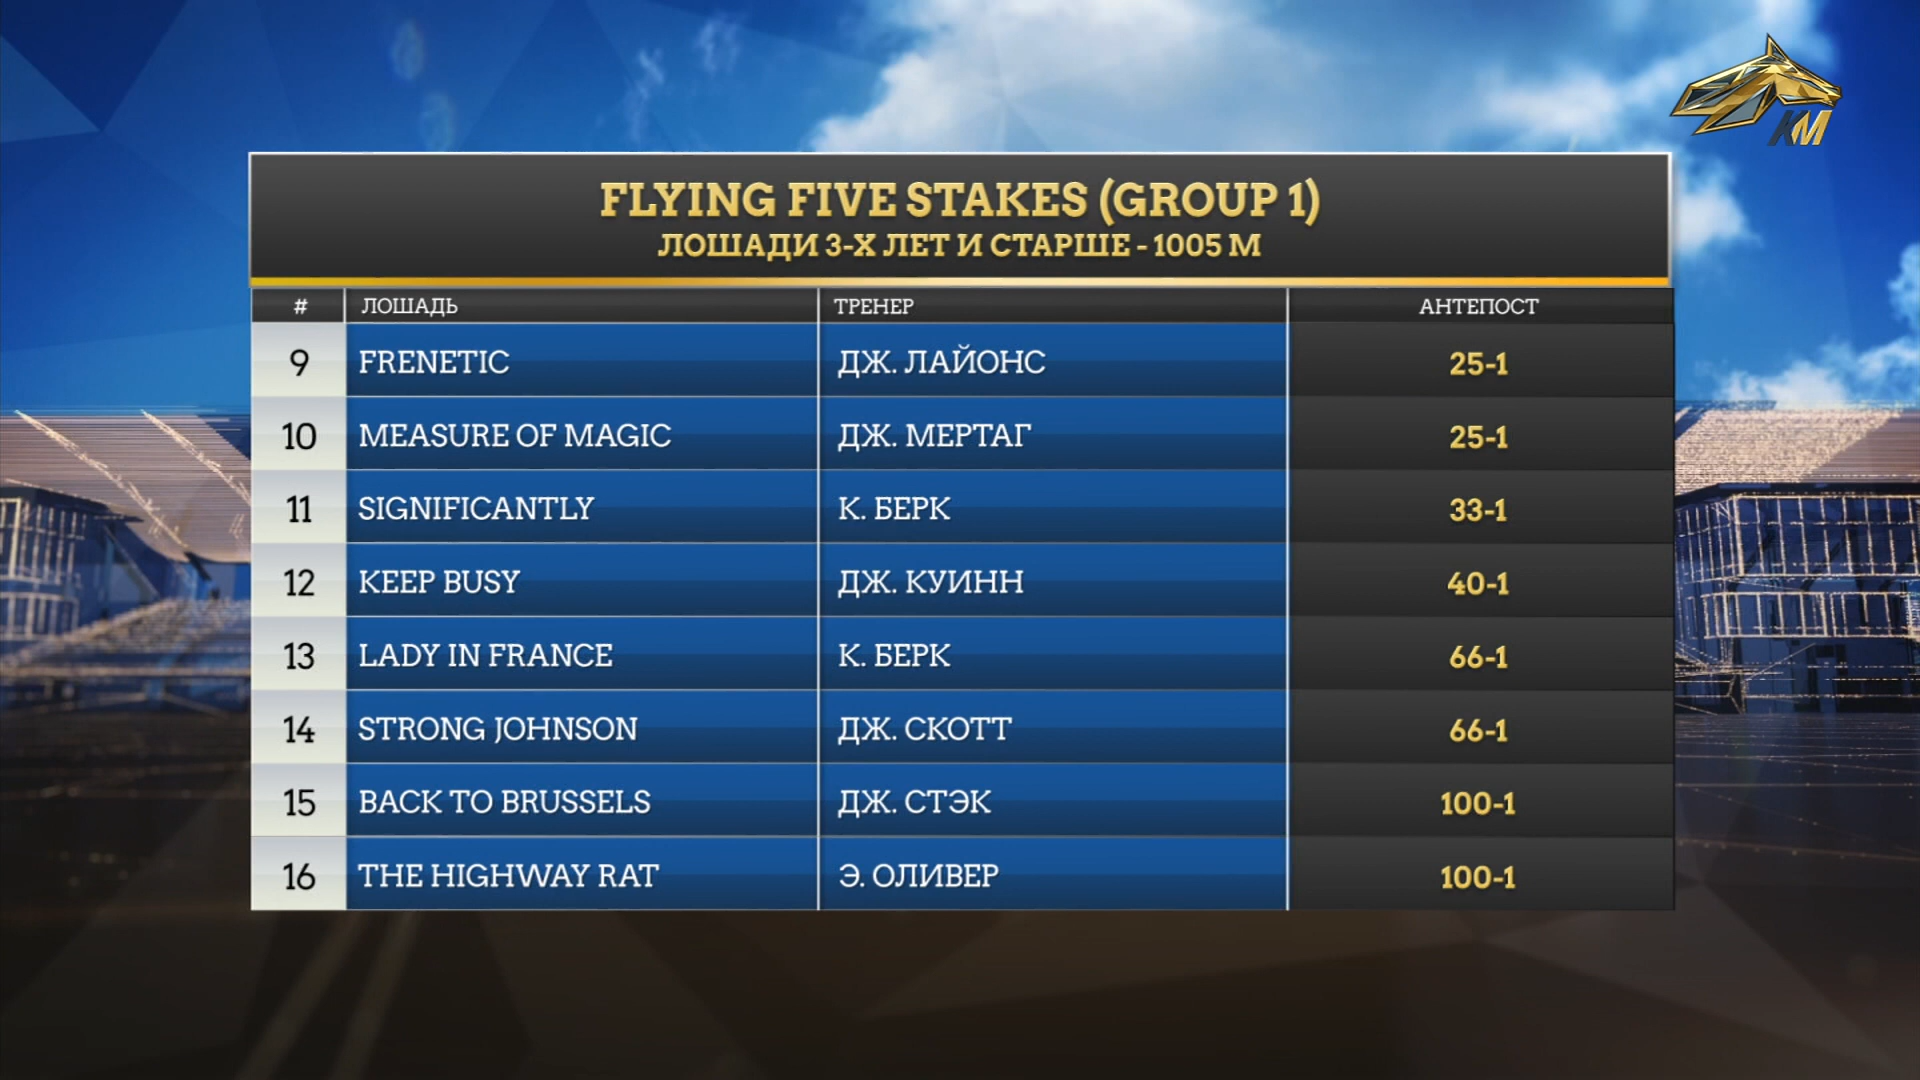 KM
FLYING FIVE STAKES (GROUP 1)
ЛОШАДИ 3-Х ЛЕТ И СТАРШЕ - 1005 М
# ЛОШАДЬ ТРЕНЕР АНТЕПОСТ
9 FRENETIC ДЖ. ЛАЙОНС 25-1
10 MEASURE OF MAGIC ДЖ. МЕРТАГ 25-1
11 SIGNIFICANTLY К. БЕРК 33-1
12 KEEP BUSY ДЖ. КУИНН 40-1
13 LADY IN FRANCE К. БЕРК 66-1
14 STRONG JOHNSON ДЖ. СКОТТ 66-1
15 BACK TO BRUSSELS ДЖ. СТЭК 100-1
16 THE HIGHWAY RAT Э. ОЛИВЕР 100-1